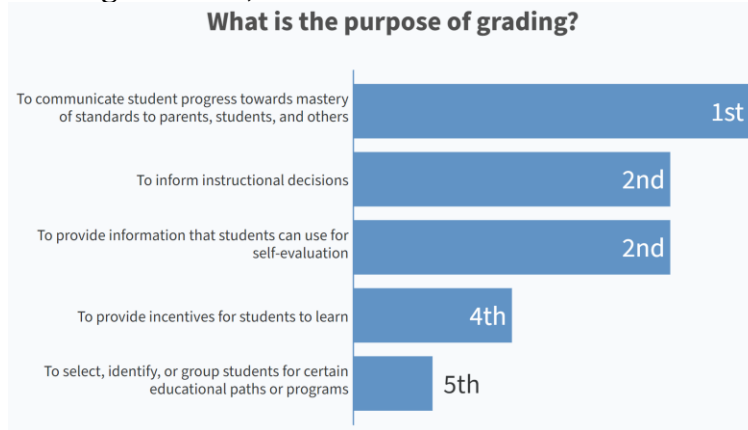 What is the purpose of grading?
To communicate student progress towards mastery
of standards to parents, students, and others
1st
To inform instructional decisions
2nd
To provide information that students can use for
self-evaluation
2nd
To provide incentives for students to learn
4th
To select, identify, or group students for certain
educational paths or programs
5th